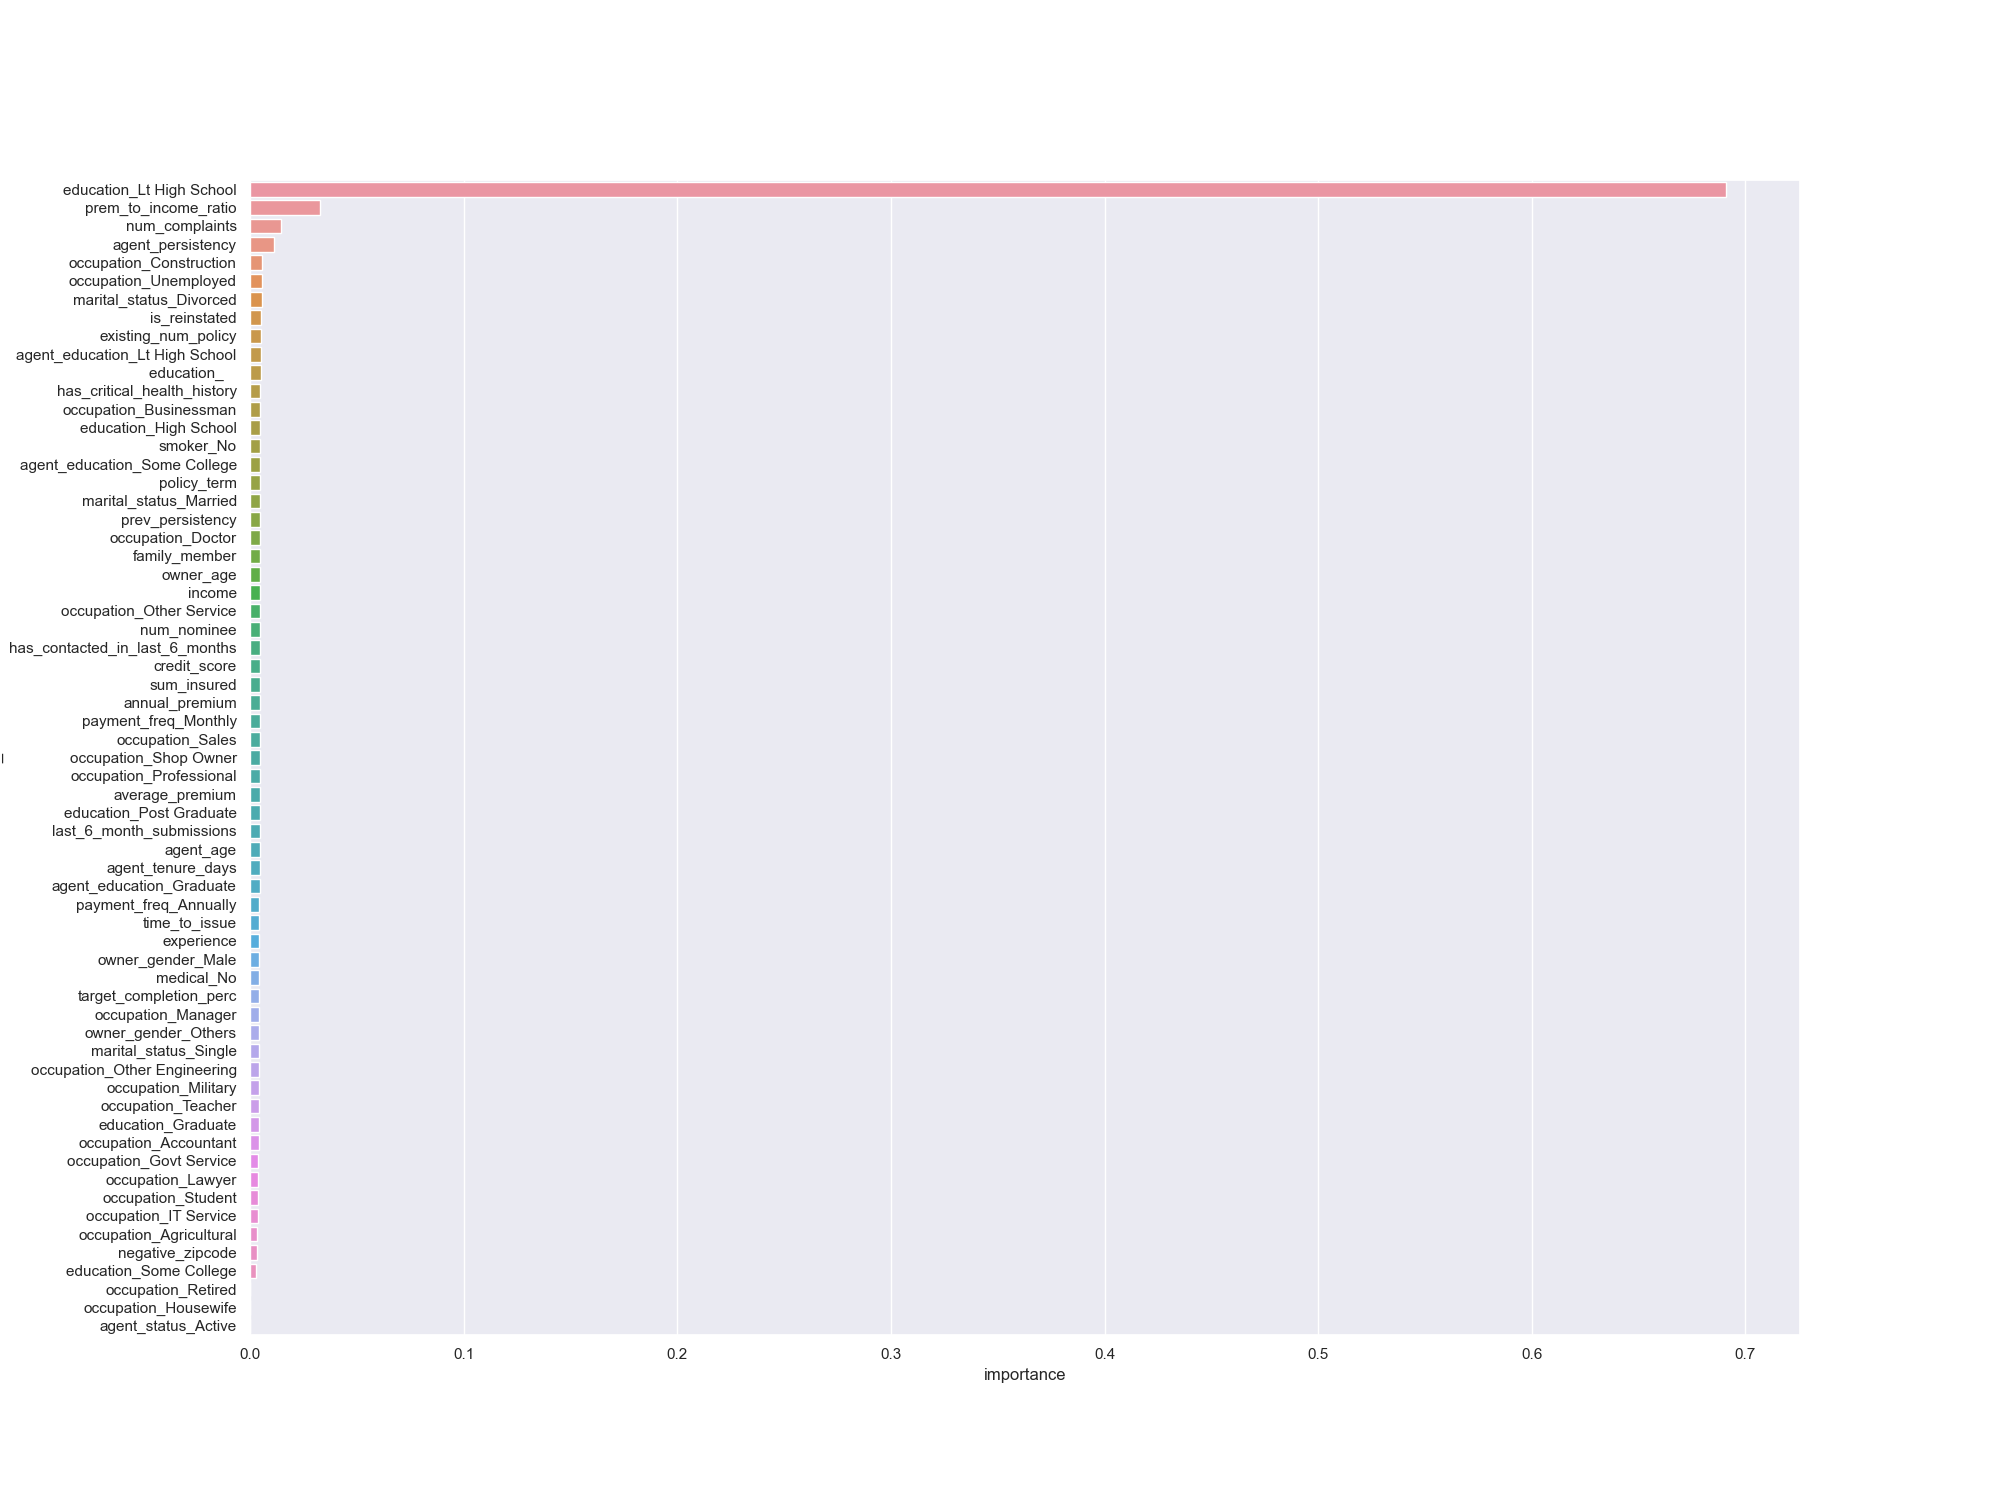 education_Lt High School
prem_to_income_ratio
num_complaints
agent_persistency
occupation_Construction
occupation_Unemployed
marital_status_Divorced
is_reinstated
existing_num_policy
agent_education_Lt High School
education_
has_critical_health_history
occupation_Businessman
education_High School
smoker_No
agent_education_Some College
policy_term
marital_status_Married
prev_persistency
occupation_Doctor
family_member
owner_age
income
occupation_Other Service
num_nominee
has_contacted_in_last_6_months
credit_score
sum_insured
annual_premium
payment_freq_Monthly
occupation_Sales
occupation_Shop Owner
occupation_Professional
average_premium
education_Post Graduate
last_6_month_submissions
agent_age
agent_tenure_days
agent_education_Graduate
payment_freq_Annually
time_to_issue
experience
owner_gender_Male
medical_No
target_completion_perc
occupation_Manager
owner_gender_Others
marital_status_Single
occupation_Other Engineering
occupation_Military
occupation_Teacher
education_Graduate
occupation_Accountant
occupation_Govt Service
occupation_Lawyer
occupation_Student
occupation_IT Service
occupation_Agricultural
negative_zipcode
education_Some College
occupation_Retired
occupation_Housewife
agent_status_Active
0.0 0.1 0.2 0.3 0.4 0.5 0.6 0.7
importance